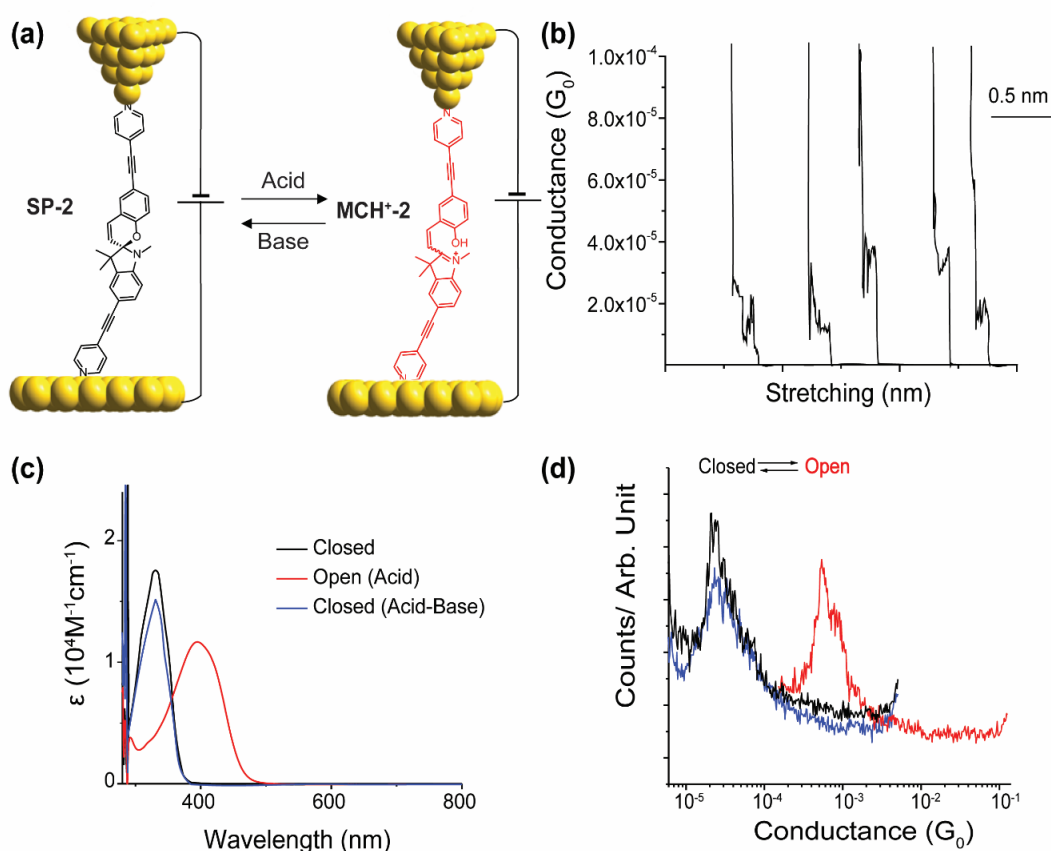 (a)
N
SP-2
O
N
N
Acid
Base
N
MCH⁺-2
OH
N⁺
N
(b)
Conductance (G₀)
1.0x10⁻⁴
8.0x10⁻⁵
6.0x10⁻⁵
4.0x10⁻⁵
2.0x10⁻⁵
0.5 nm
Stretching (nm)
(c)
ε (10⁴M⁻¹cm⁻¹)
2
1
0
Closed
Open (Acid)
Closed (Acid-Base)
400 600 800
Wavelength (nm)
(d)
Closed Open
Counts/ Arb. Unit
10⁻⁵ 10⁻⁴ 10⁻³ 10⁻² 10⁻¹
Conductance (G₀)